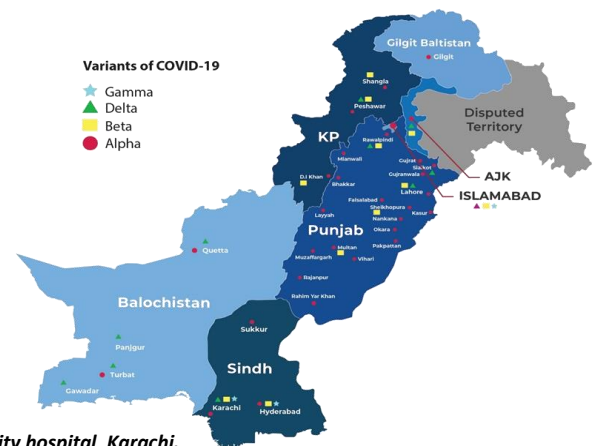 Gilgit Baltistan
Gilgit
Variants of COVID-19
Gamma
Delta
Beta
Alpha
Shangla
Peshawar
Disputed
Territory
KP
Rawalpindi
Mianwali
AJK
ISLAMABAD
Gujrat
Sialkot
Gujranwala
D.I Khan
Bhakkar
Lahore
Faisalabad
Sheikhopura
Kasur
Layyah
Nankana
Punjab
Okara
Pakpattan
Multan
Muzaffargarh
Vihari
Quetta
Rajanpur
Rahim Yar Khan
Balochistan
Sukkur
Panjgur
Sindh
Turbat
Gawadar
Karachi
Hyderabad
ity hospital, Karachi.